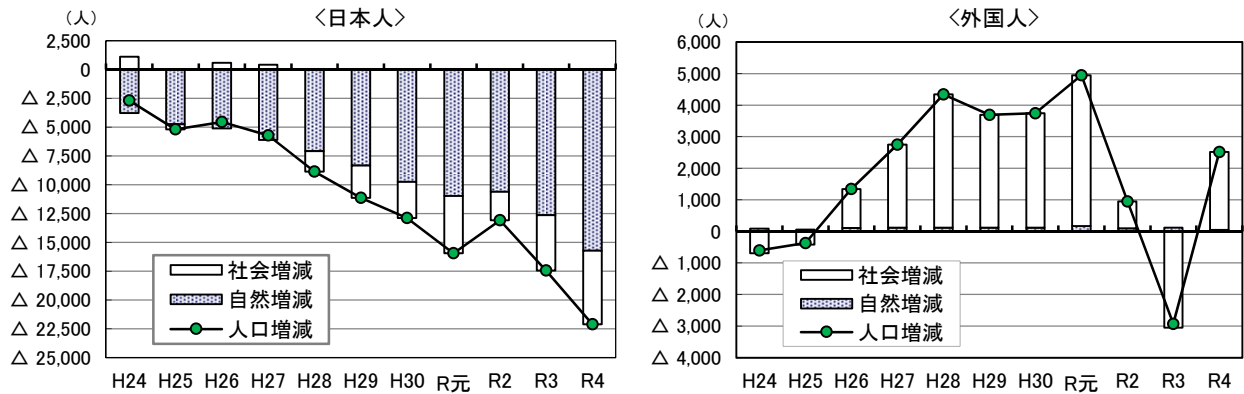 〈日本人〉
(人)
2,500
0
△ 2,500
△ 5,000
△ 7,500
△ 10,000
△ 12,500
△ 15,000
△ 17,500
△ 20,000
△ 22,500
△ 25,000
社会増減
自然増減
人口増減
H24 H25 H26 H27 H28 H29 H30 R元 R2 R3 R4
〈外国人〉
(人)
6,000
5,000
4,000
3,000
2,000
1,000
0
△ 1,000
△ 2,000
△ 3,000
△ 4,000
社会増減
自然増減
人口増減
H24 H25 H26 H27 H28 H29 H30 R元 R2 R3 R4